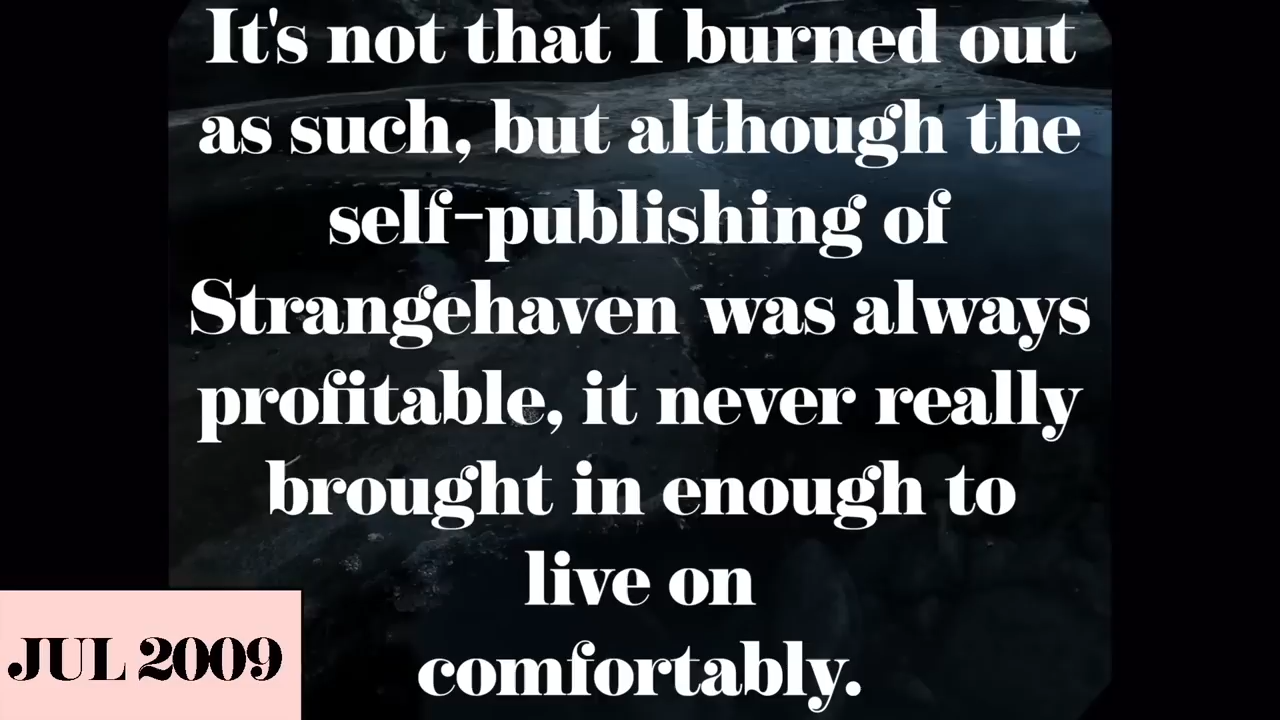 It's not that I burned out
as such, but although the
self-publishing of
Strangehaven was always
profitable, it never really
brought in enough to
live on
comfortably.
JUL 2009